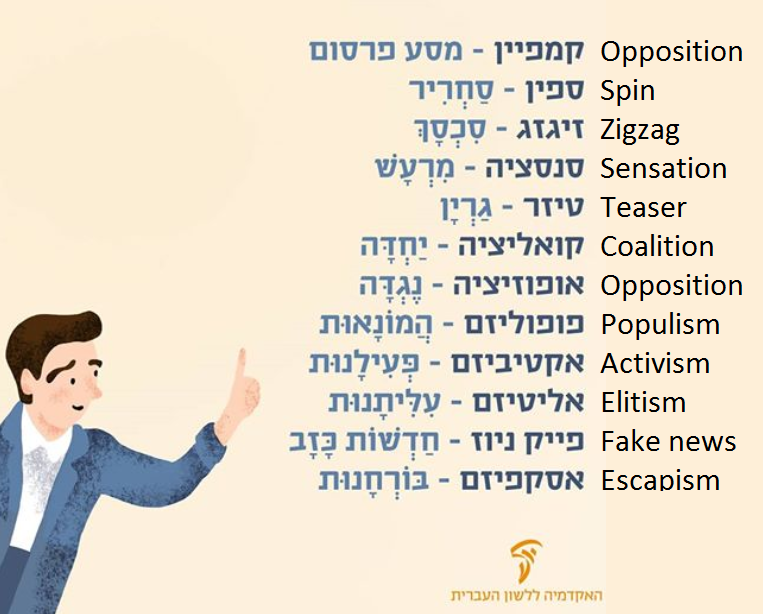 קמפיין - מסע פרסום Opposition
ספין - סַחְרִיר Spin
זיגזג - סִכְסָךְ Zigzag
סנסציה - מִרְעָשׁ Sensation
טיזר - גַּרְיָן Teaser
קואליציה - יַחְדָּה Coalition
אופוזיציה - נֶגְדָּה Opposition
פופוליזם - הֲמוֹנָאוּת Populism
אקטיביזם - פְּעִילָנוּת Activism
אליטיזם - עִלִּיתָנוּת Elitism
פייק ניוז - חַדְשׁוֹת כָּזָב Fake news
אסקפיזם - בּוֹרְחָנוּת Escapism
האקדמיה ללשון העברית